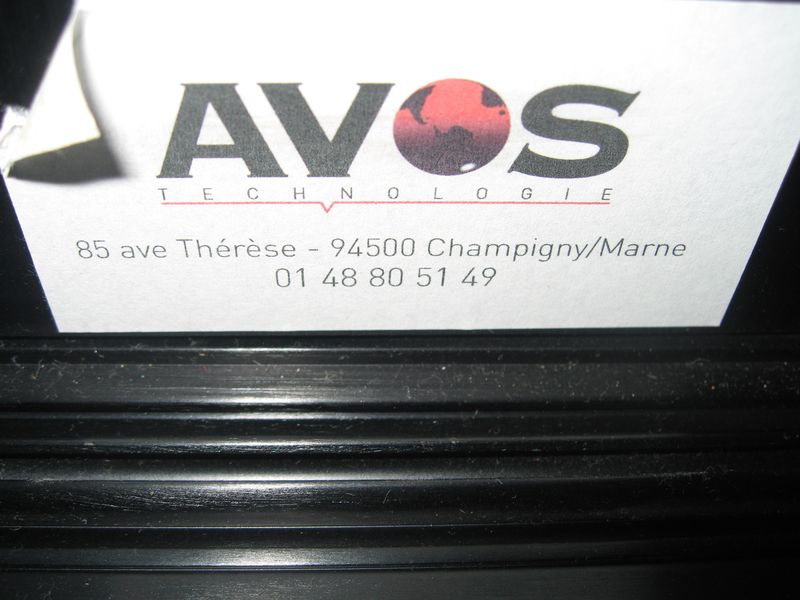 AVOS
TECHNOLOGIE
85 ave Thérèse - 94500 Champigny/Marne
01 48 80 51 49